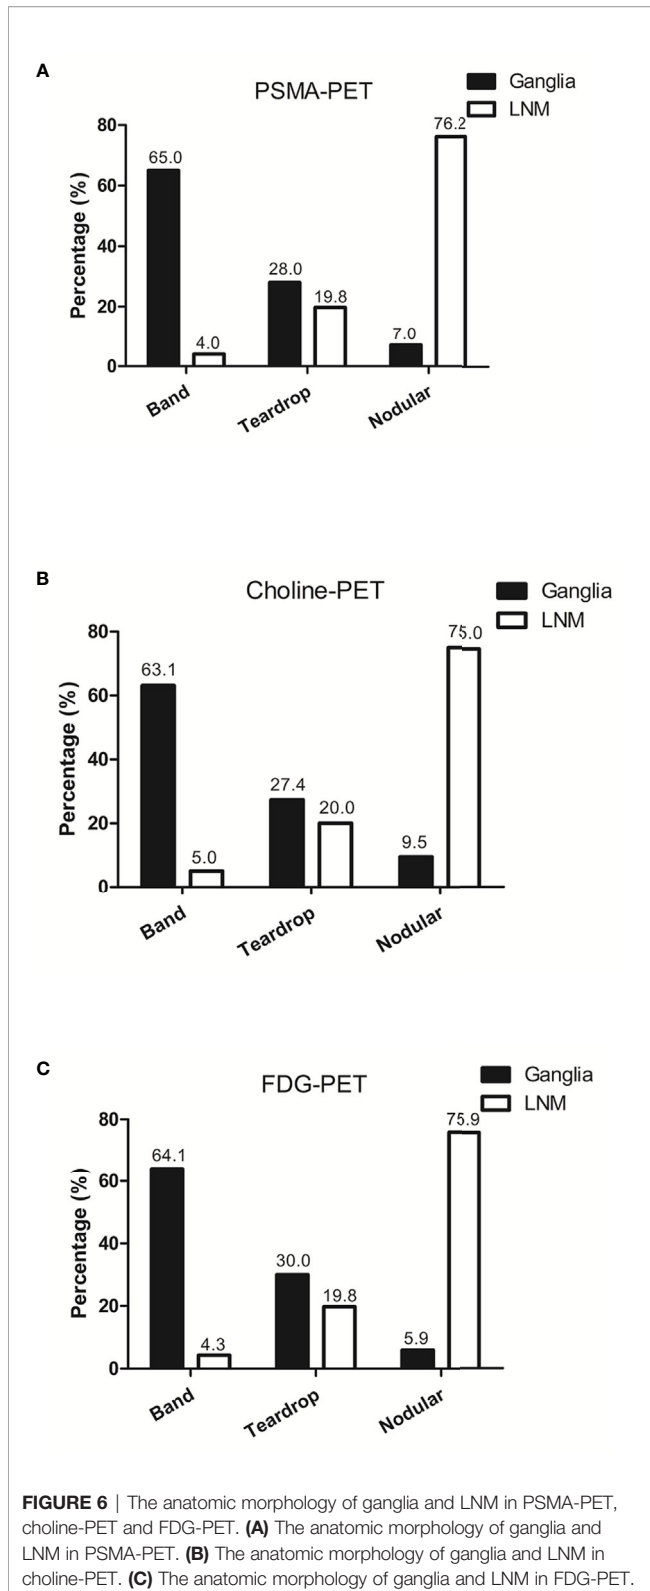 A
PSMA-PET
Ganglia
LNM
Percentage (%)
80
60
40
20
0
65.0
4.0
28.0
19.8
7.0
76.2
Band
Teardrop
Nodular
B
Choline-PET
Ganglia
LNM
Percentage (%)
80
60
40
20
0
63.1
5.0
27.4
20.0
9.5
75.0
Band
Teardrop
Nodular
C
FDG-PET
Ganglia
LNM
Percentage (%)
80
60
40
20
0
64.1
4.3
30.0
19.8
5.9
75.9
Band
Teardrop
Nodular
FIGURE 6 | The anatomic morphology of ganglia and LNM in PSMA-PET,
choline-PET and FDG-PET. (A) The anatomic morphology of ganglia and
LNM in PSMA-PET. (B) The anatomic morphology of ganglia and LNM in
choline-PET. (C) The anatomic morphology of ganglia and LNM in FDG-PET.